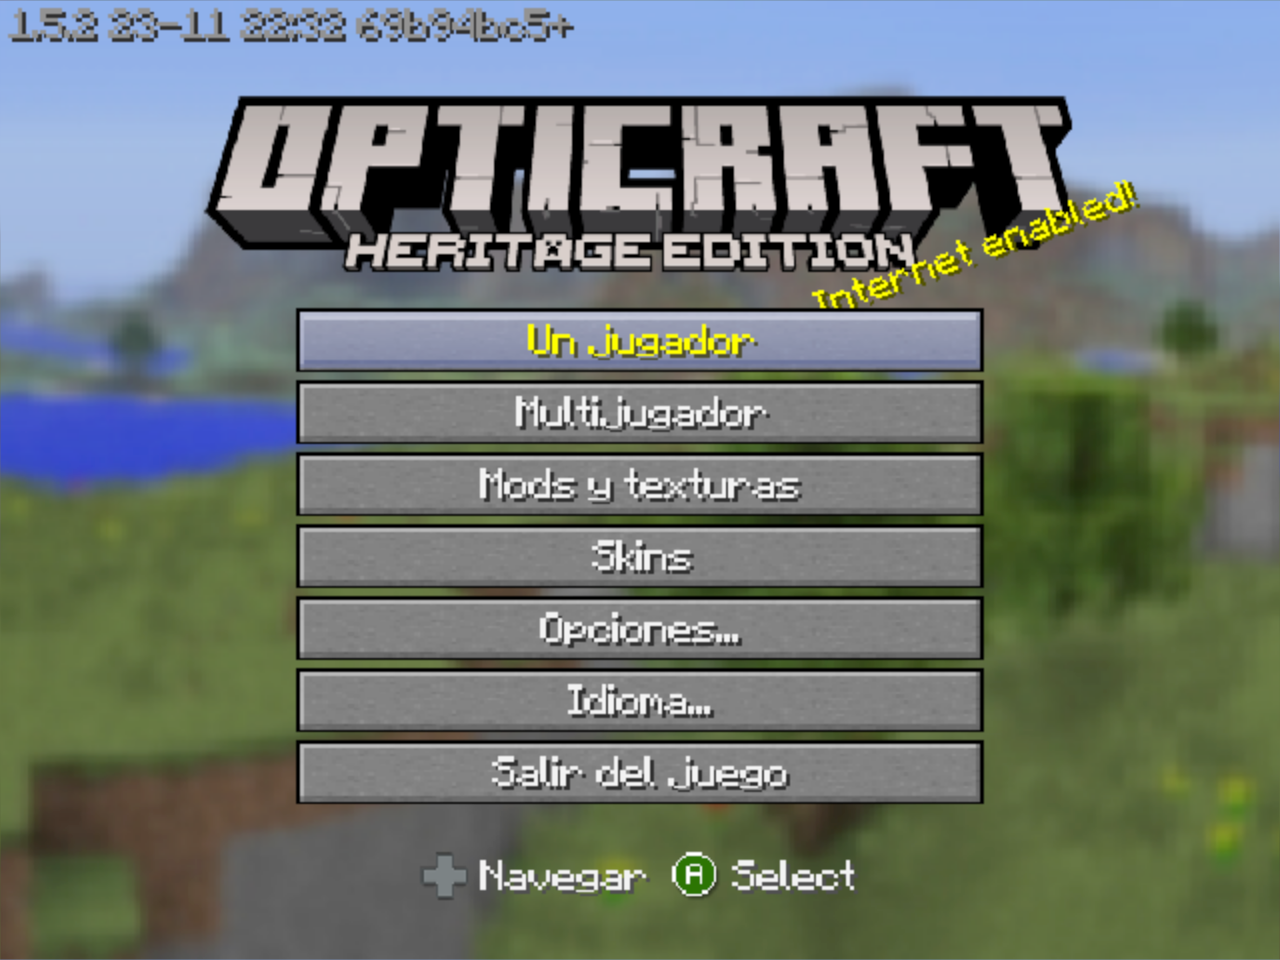 1.5.2 23-11 22:32 69b94bc5+
OPTICRAFT
HERITAGE EDITION
Internet enabled!
Un jugador
Multijugador
Mods y texturas
Skins
Opciones...
Idioma...
Salir del juego
Navegar A Select